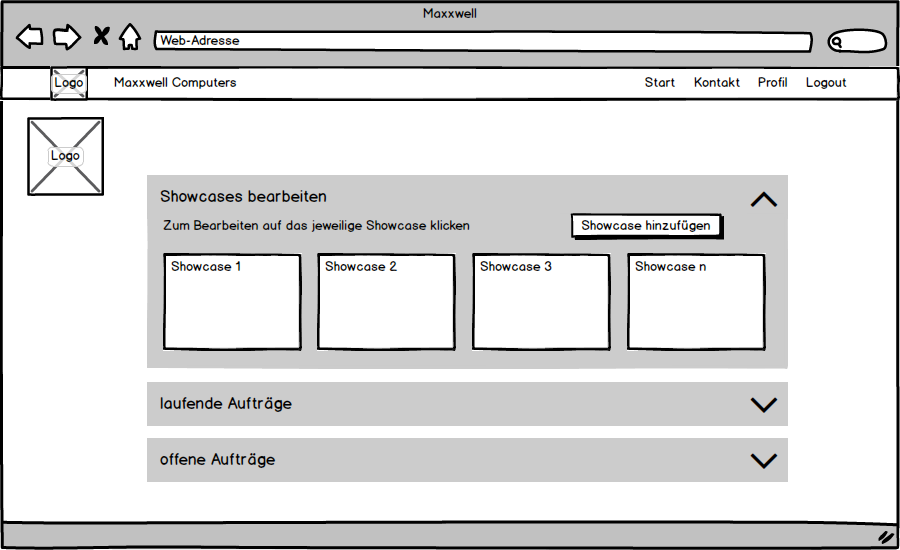 Maxxwell
Web-Adresse
Logo Maxxwell Computers Start Kontakt Profil Logout
Logo
Showcases bearbeiten
Zum Bearbeiten auf das jeweilige Showcase klicken Showcase hinzufügen
Showcase 1 Showcase 2 Showcase 3 Showcase n
laufende Aufträge
offene Aufträge